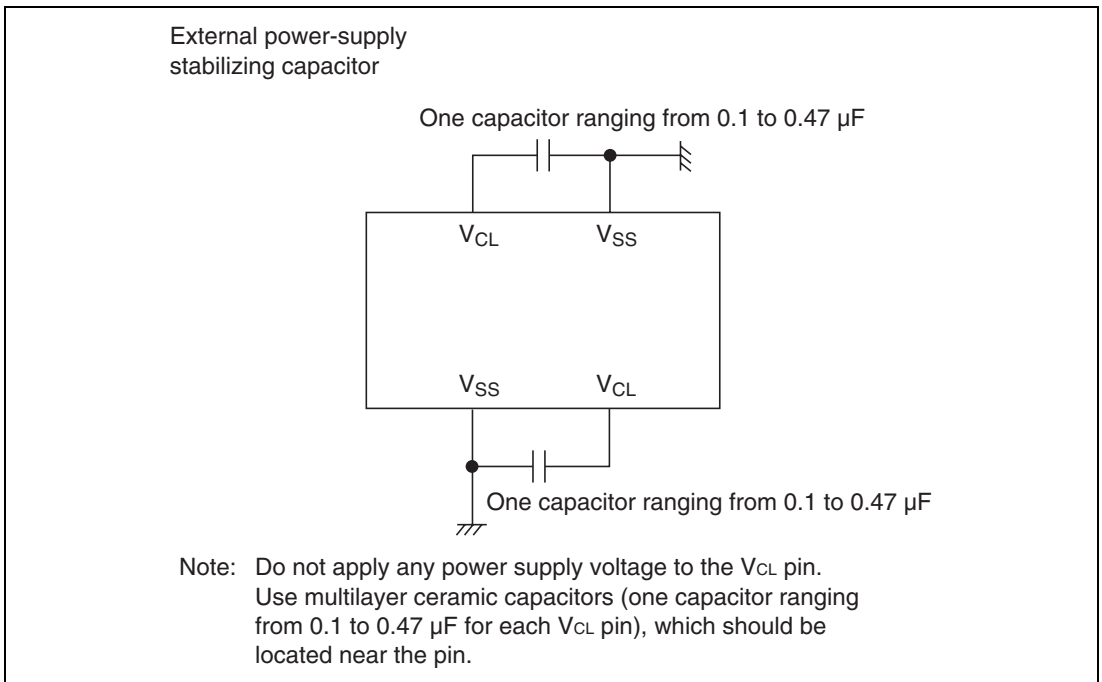 External power-supply
stabilizing capacitor
One capacitor ranging from 0.1 to 0.47 µF
VCL VSS
VSS VCL
One capacitor ranging from 0.1 to 0.47 µF
Note: Do not apply any power supply voltage to the VCL pin.
Use multilayer ceramic capacitors (one capacitor ranging
from 0.1 to 0.47 µF for each VCL pin), which should be
located near the pin.